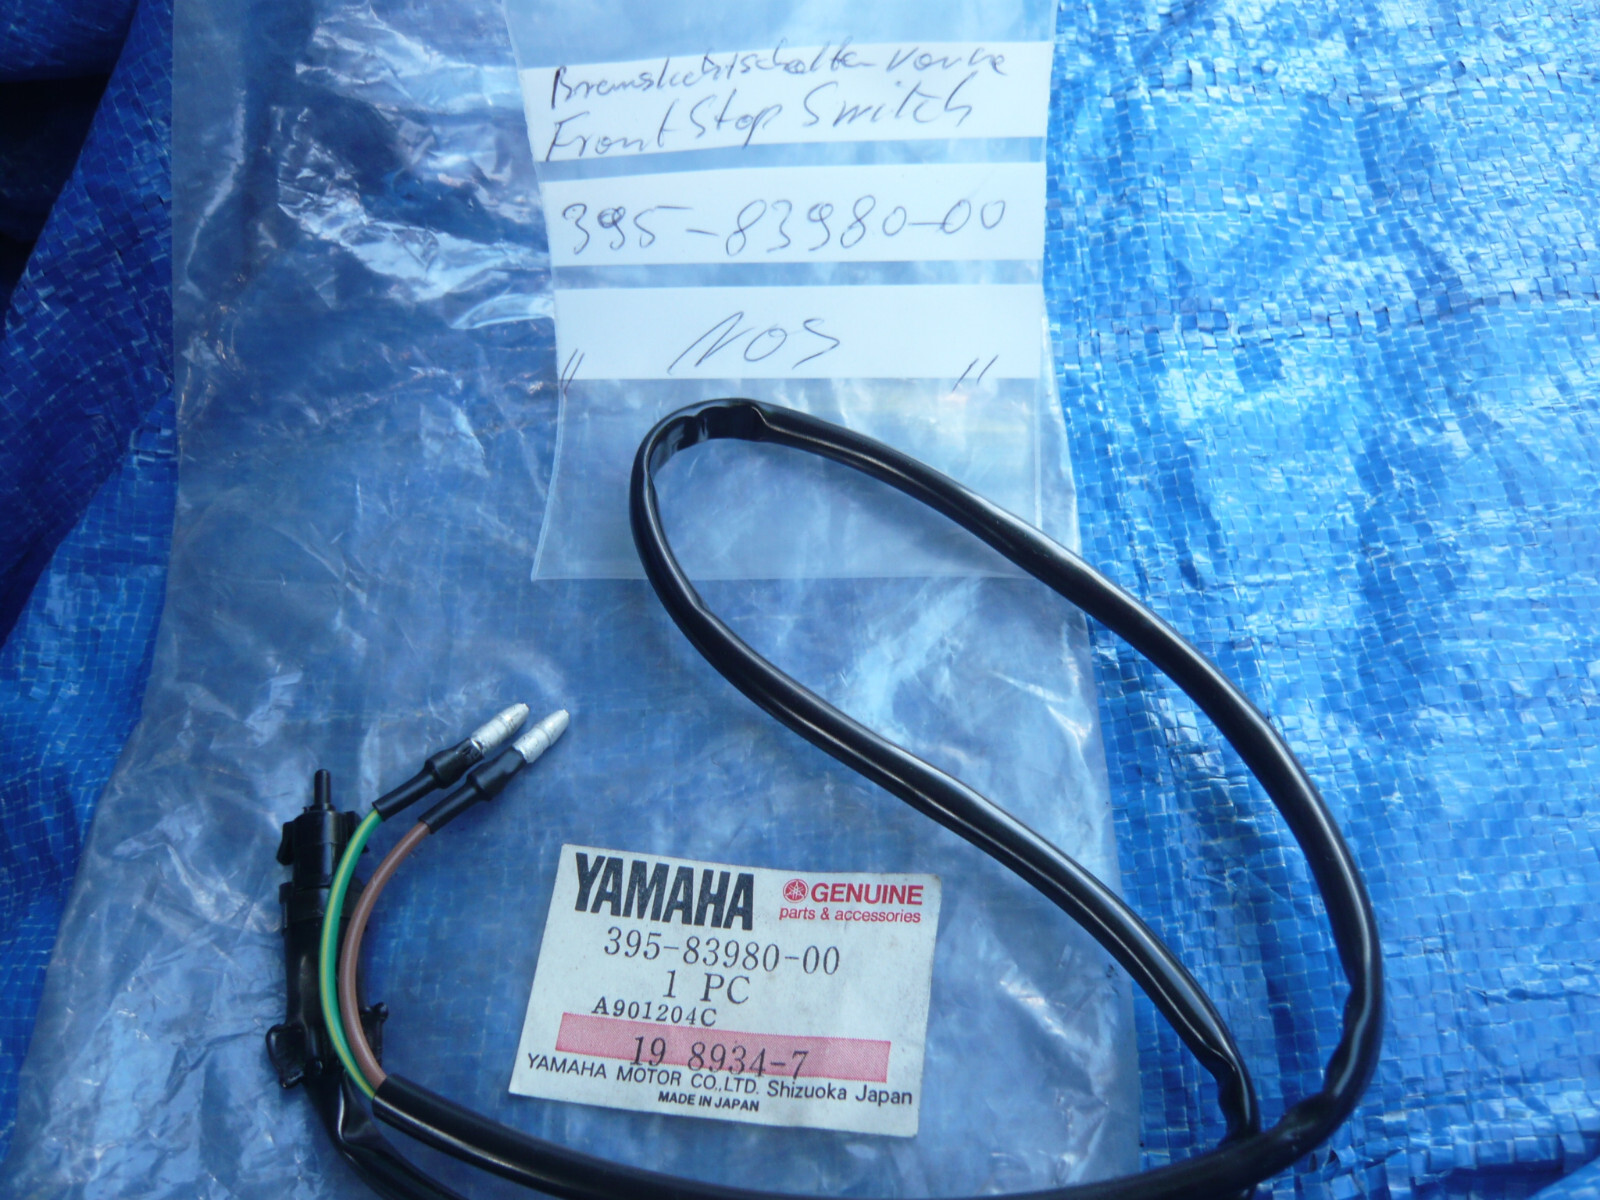 Bremslichtschalter vorne
Front Stop Switch
395-83980-00
" NOS "
YAMAHA
GENUINE
parts & accessories
395-83980-00
1 PC
A901204C
19 8934-7
YAMAHA MOTOR CO.,LTD. Shizuoka Japan
MADE IN JAPAN